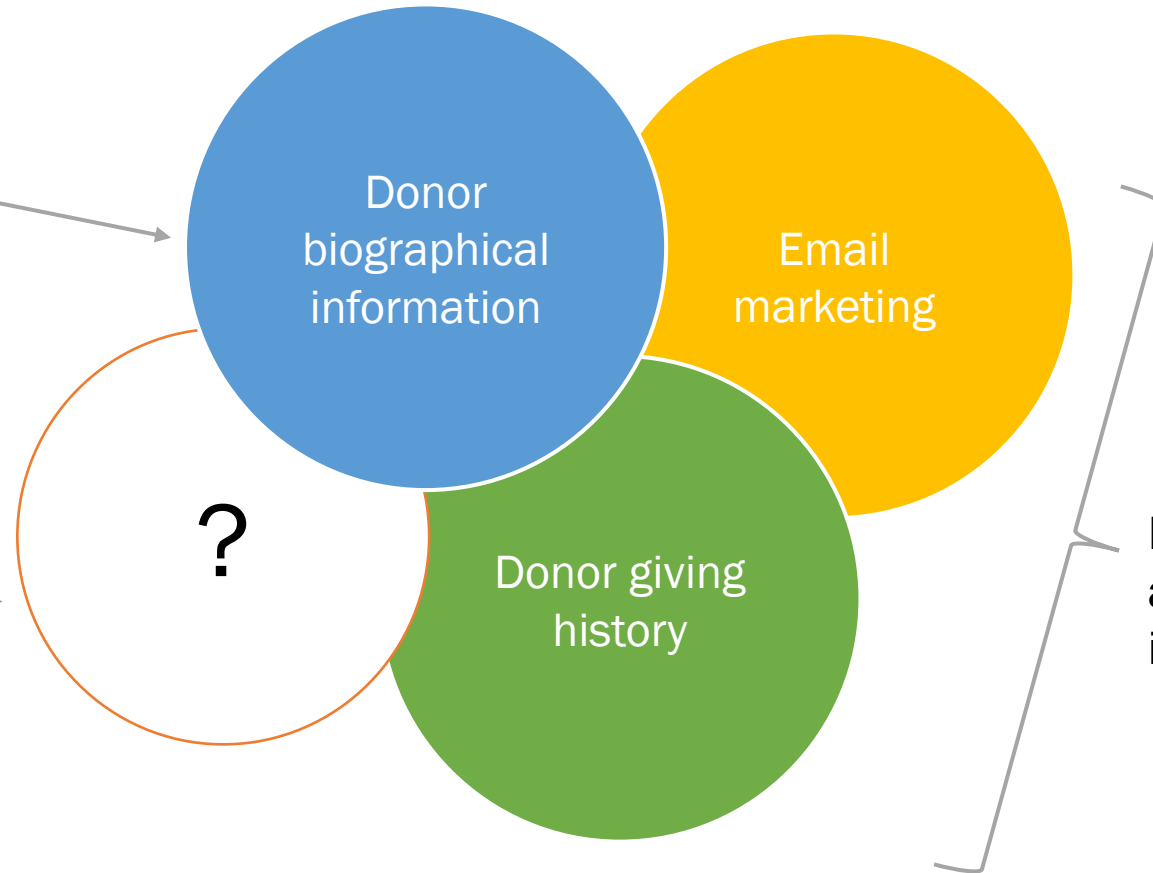 Donor
biographical
information
Email
marketing
?
Donor giving
history